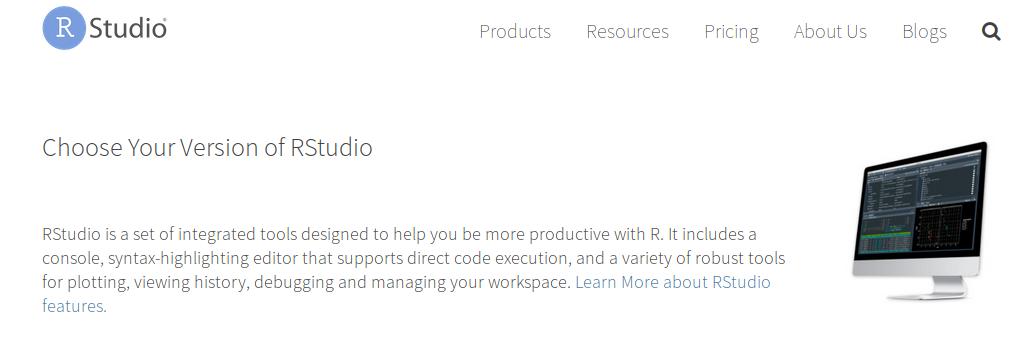 R Studio®
Products Resources Pricing About Us Blogs
Choose Your Version of RStudio
RStudio is a set of integrated tools designed to help you be more productive with R. It includes a
console, syntax-highlighting editor that supports direct code execution, and a variety of robust tools
for plotting, viewing history, debugging and managing your workspace. Learn More about RStudio
features.